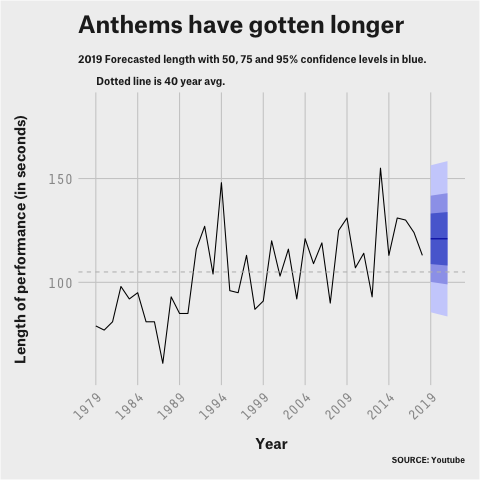 Anthems have gotten longer
2019 Forecasted length with 50, 75 and 95% confidence levels in blue.
Dotted line is 40 year avg.
Length of performance (in seconds)
150
100
1979
1984
1989
1994
1999
2004
2009
2014
2019
Year
SOURCE: Youtube